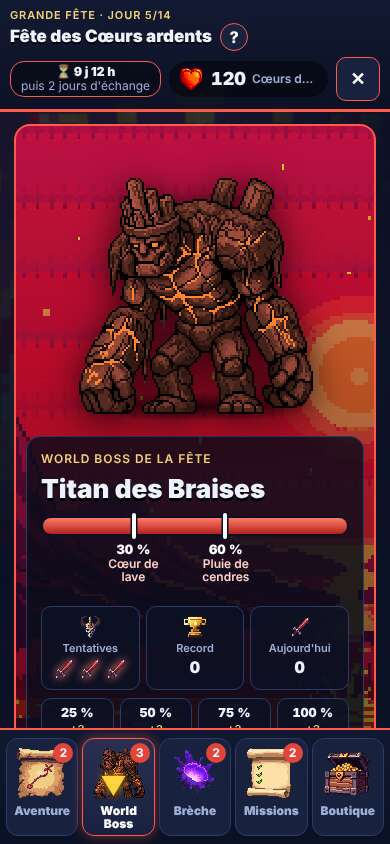 GRANDE FÊTE · JOUR 5/14
Fête des Cœurs ardents
?
9 j 12 h
puis 2 jours d'échange
120 Cœurs d...
×
WORLD BOSS DE LA FÊTE
Titan des Braises
30 % 60 %
Cœur de lave
Pluie de cendres
Tentatives
Record
0
Aujourd'hui
0
25 % 50 % 75 % 100 %
2 3 2 2
Aventure
World Boss
Brèche
Missions
Boutique